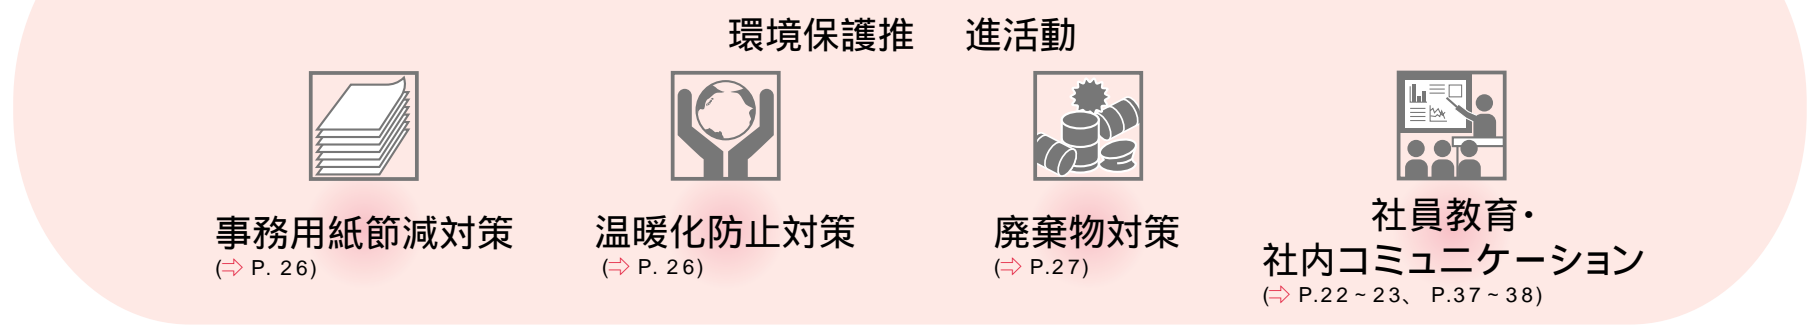 環境保護推 進活動
事務用紙節減対策
(⇨ P. 26)
温暖化防止対策
(⇨ P. 26)
廃棄物対策
(⇨ P.27)
社員教育・
社内コミュニケーション
(⇨ P.22~23、 P.37~38)